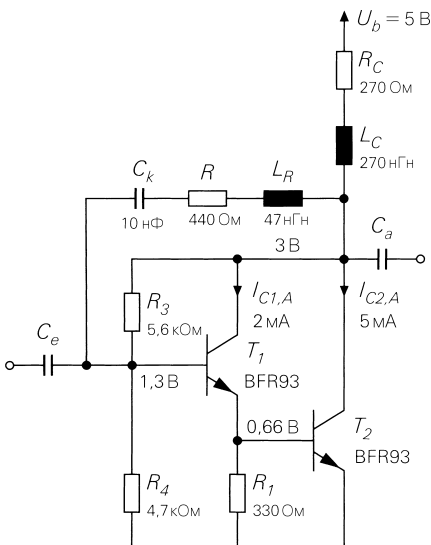 U_b = 5 В
R_C
270 Ом
L_C
270 нГн
C_k
R
L_R
10 нФ
440 Ом
47 нГн
C_a
3 В
I_C1,A
I_C2,A
R_3
2 мА
5 мА
5,6 кОм
C_e
T_1
1,3 В
BFR93
0,66 В
T_2
BFR93
R_4
R_1
4,7 кОм
330 Ом